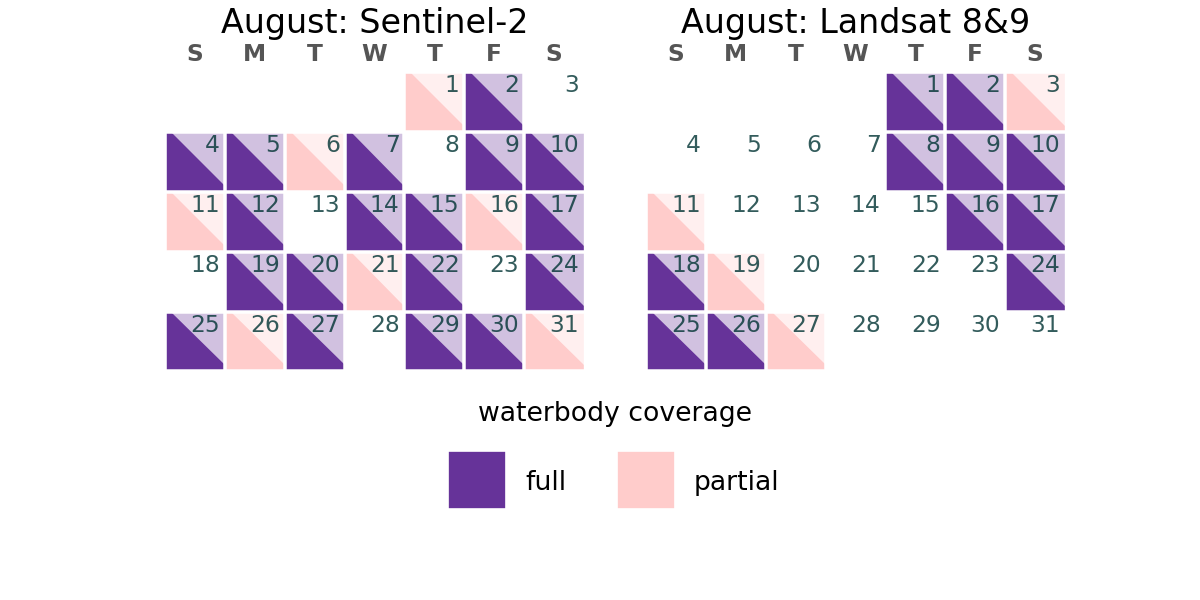 August: Sentinel-2
S M T W T F S
1 2 3
4 5 6 7 8 9 10
11 12 13 14 15 16 17
18 19 20 21 22 23 24
25 26 27 28 29 30 31
August: Landsat 8&9
S M T W T F S
1 2 3
4 5 6 7 8 9 10
11 12 13 14 15 16 17
18 19 20 21 22 23 24
25 26 27 28 29 30 31
waterbody coverage
full
partial